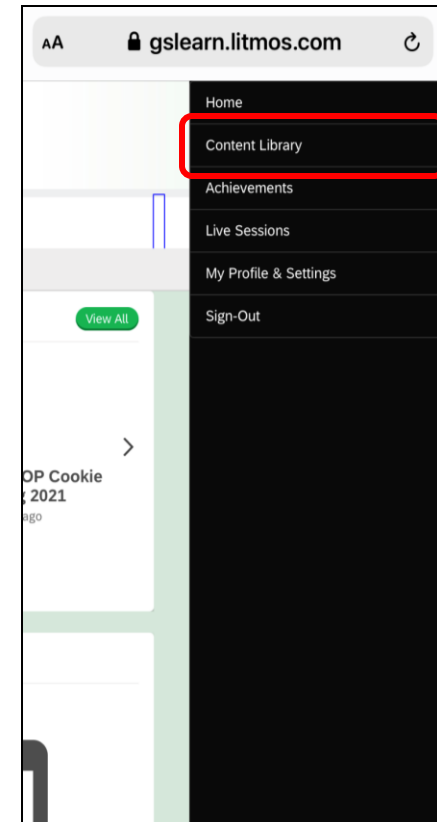 AA gslearn.litmos.com
Home
Content Library
Achievements
Live Sessions
My Profile & Settings
Sign-Out
View All
OP Cookie
2021
ago